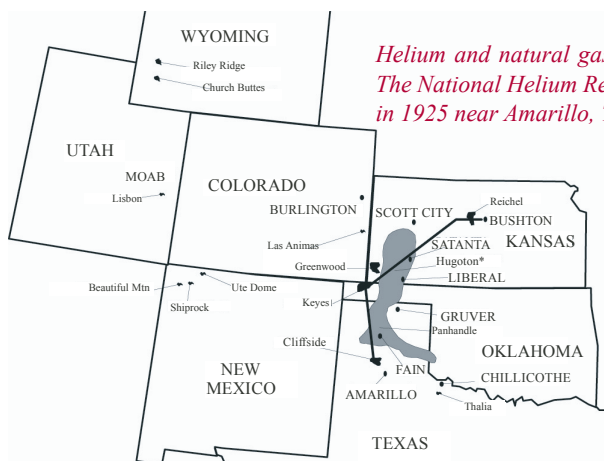 WYOMING
Riley Ridge
Church Buttes
Helium and natural gas
The National Helium Re
in 1925 near Amarillo,
UTAH
MOAB
Lisbon
COLORADO
BURLINGTON
Las Animas
Greenwood
SCOTT CITY
Reichel
BUSHTON
SATANTA
KANSAS
Hugoton*
LIBERAL
Beautiful Mtn
Shiprock
Ute Dome
Keyes
GRUVER
Panhandle
Cliffside
OKLAHOMA
NEW
MEXICO
FAIN
AMARILLO
CHILLICOTHE
Thalia
TEXAS